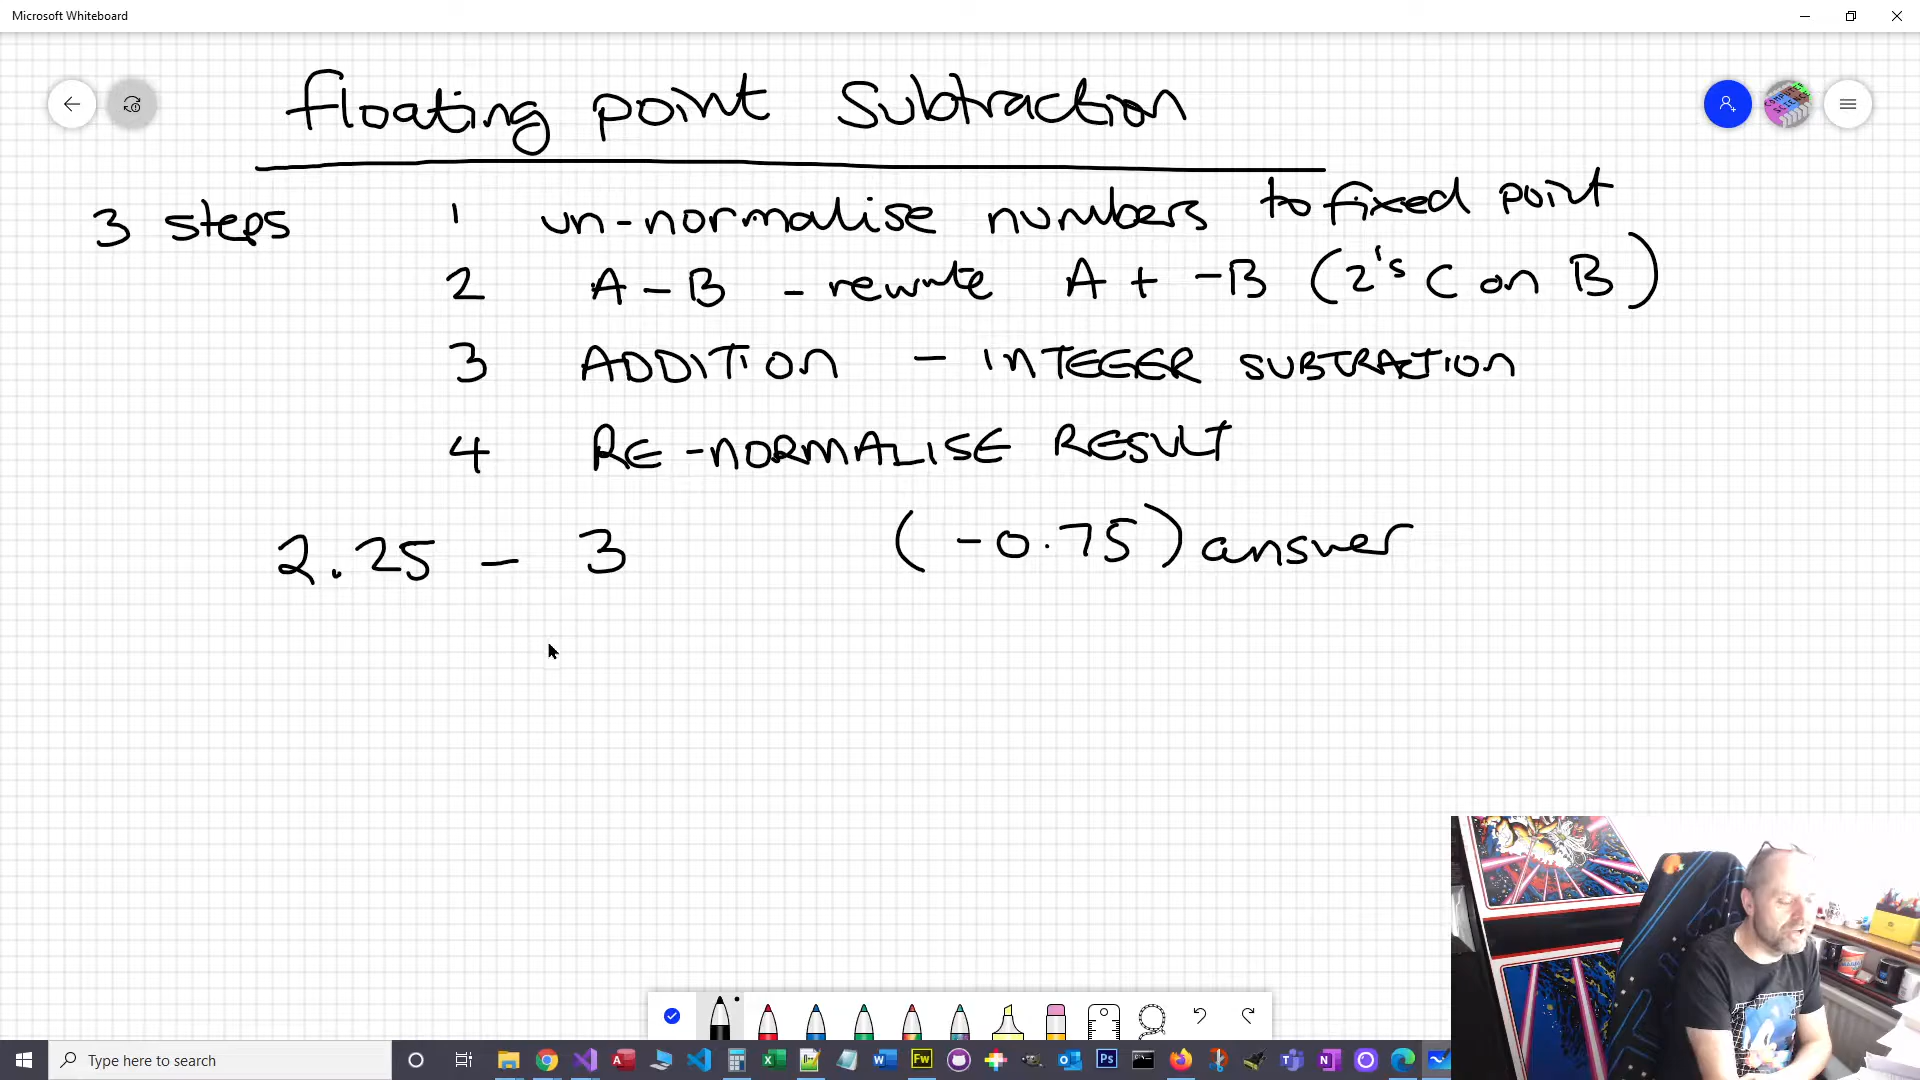 Microsoft Whiteboard
floating point Subtraction
3 steps 1 un-normalise numbers to fixed point
2 A - B - rewrite A + -B (2's C on B)
3 ADDITION - INTEGER SUBTRACTION
4 RE-NORMALISE RESULT
2.25 - 3 (-0.75) answer
Type here to search